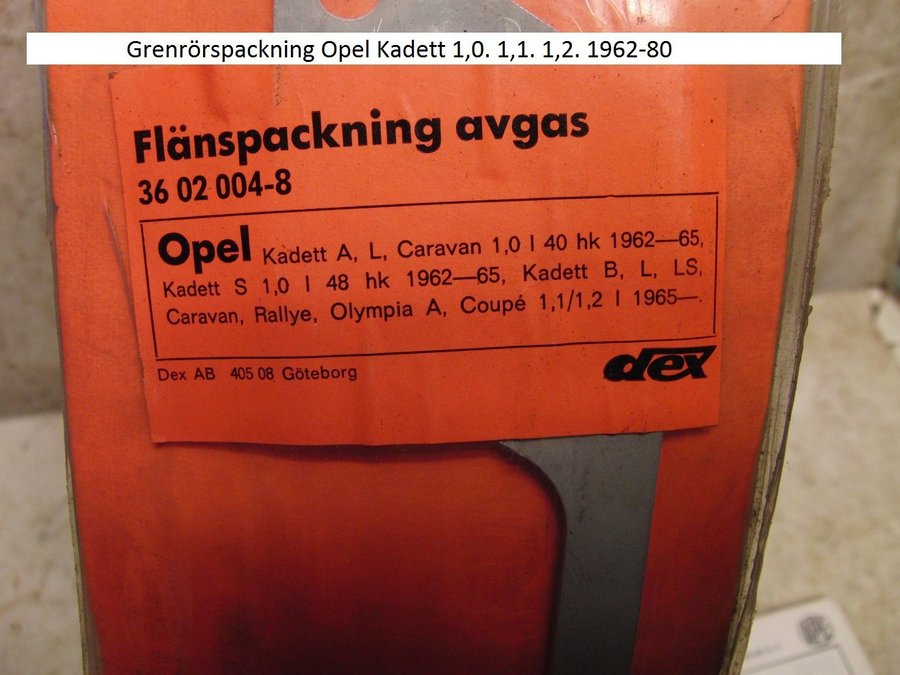 Grenrörspackning Opel Kadett 1,0. 1,1. 1,2. 1962-80
Flänspackning avgas
36 02 004-8
Opel Kadett A, L, Caravan 1,0 l 40 hk 1962—65,
Kadett S 1,0 l 48 hk 1962—65, Kadett B, L, LS,
Caravan, Rallye, Olympia A, Coupé 1,1/1,2 l 1965—.
Dex AB 405 08 Göteborg
dex